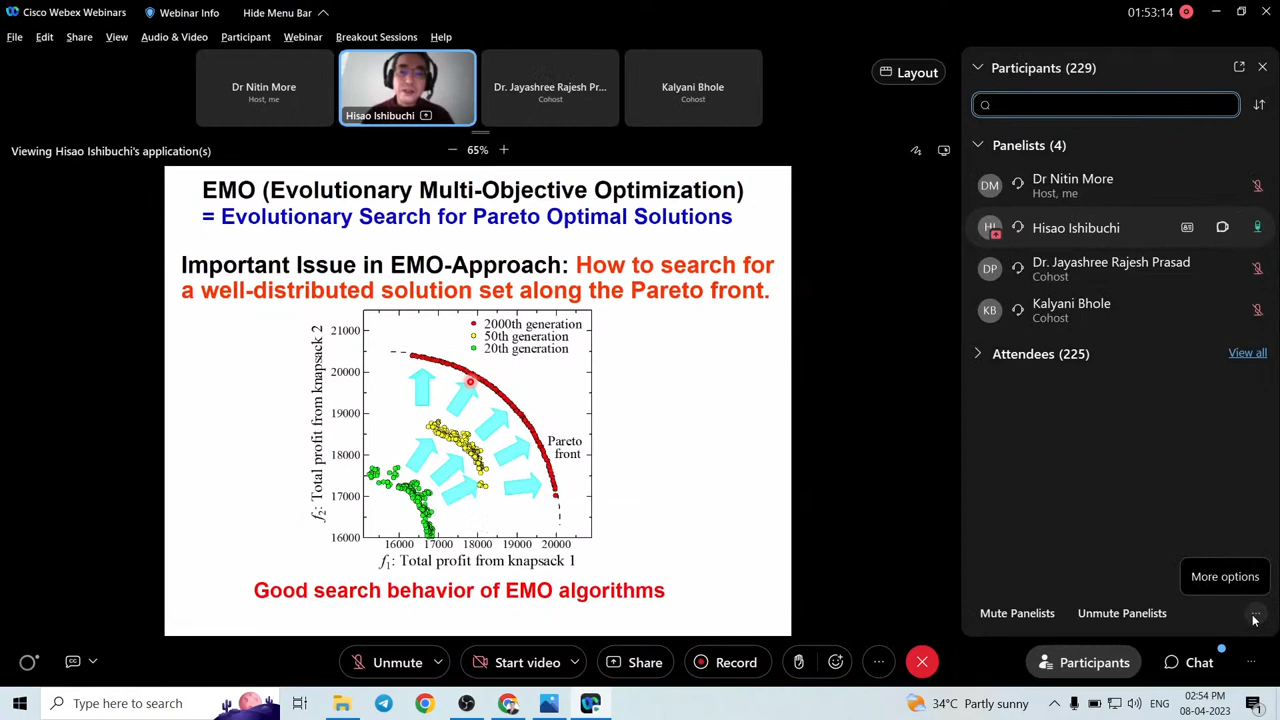 Cisco Webex Webinars
Webinar Info
Hide Menu Bar
01:53:14
File Edit Share View Audio & Video Participant Webinar Breakout Sessions Help
Dr Nitin More
Host, me
Hisao Ishibuchi
Dr. Jayashree Rajesh Pr...
Cohost
Kalyani Bhole
Cohost
Layout
Viewing Hisao Ishibuchi's application(s)
65%
EMO (Evolutionary Multi-Objective Optimization)
= Evolutionary Search for Pareto Optimal Solutions
Important Issue in EMO-Approach: How to search for
a well-distributed solution set along the Pareto front.
2000th generation
50th generation
20th generation
f2: Total profit from knapsack 2
21000
20000
19000
18000
17000
16000
Pareto
front
16000 17000 18000 19000 20000
f1: Total profit from knapsack 1
Good search behavior of EMO algorithms
Participants (229)
Panelists (4)
DM
Dr Nitin More
Host, me
HI
Hisao Ishibuchi
DP
Dr. Jayashree Rajesh Prasad
Cohost
KB
Kalyani Bhole
Cohost
Attendees (225)
View all
More options
Mute Panelists
Unmute Panelists
CC
Unmute
Start video
Share
Record
Participants
Chat
Type here to search
34°C Partly sunny
ENG
02:54 PM
08-04-2023
1